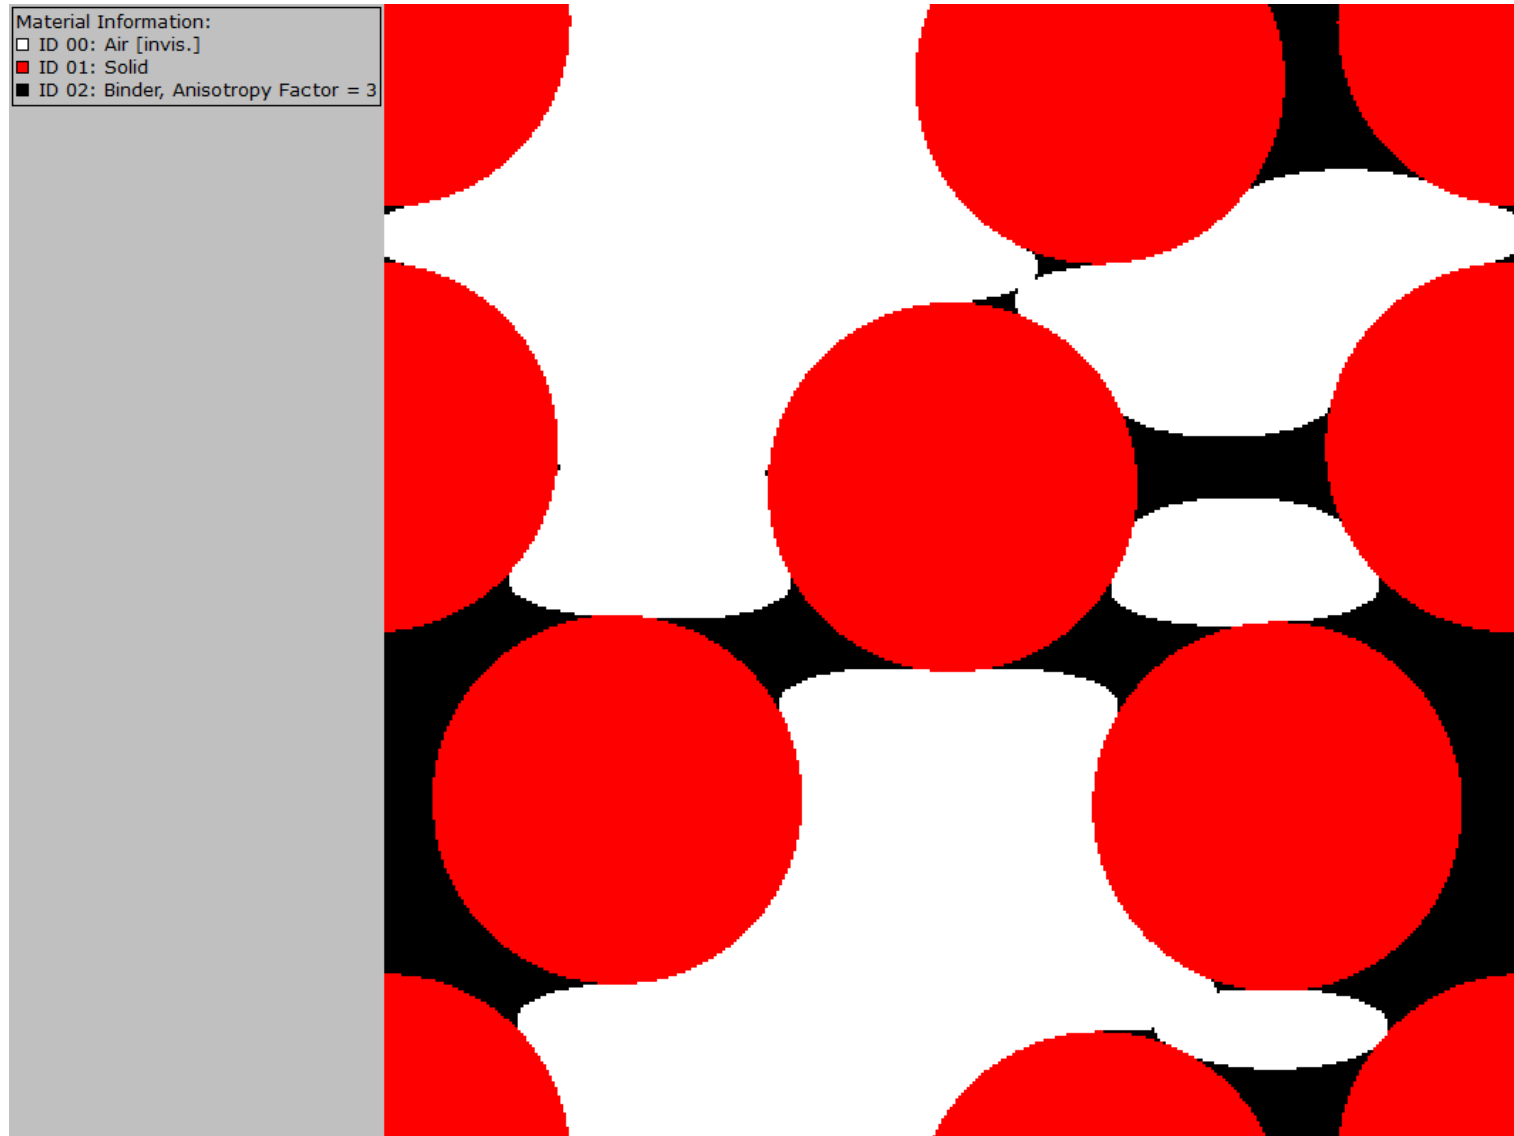 Material Information:
ID 00: Air [invis.]
ID 01: Solid
ID 02: Binder, Anisotropy Factor = 3